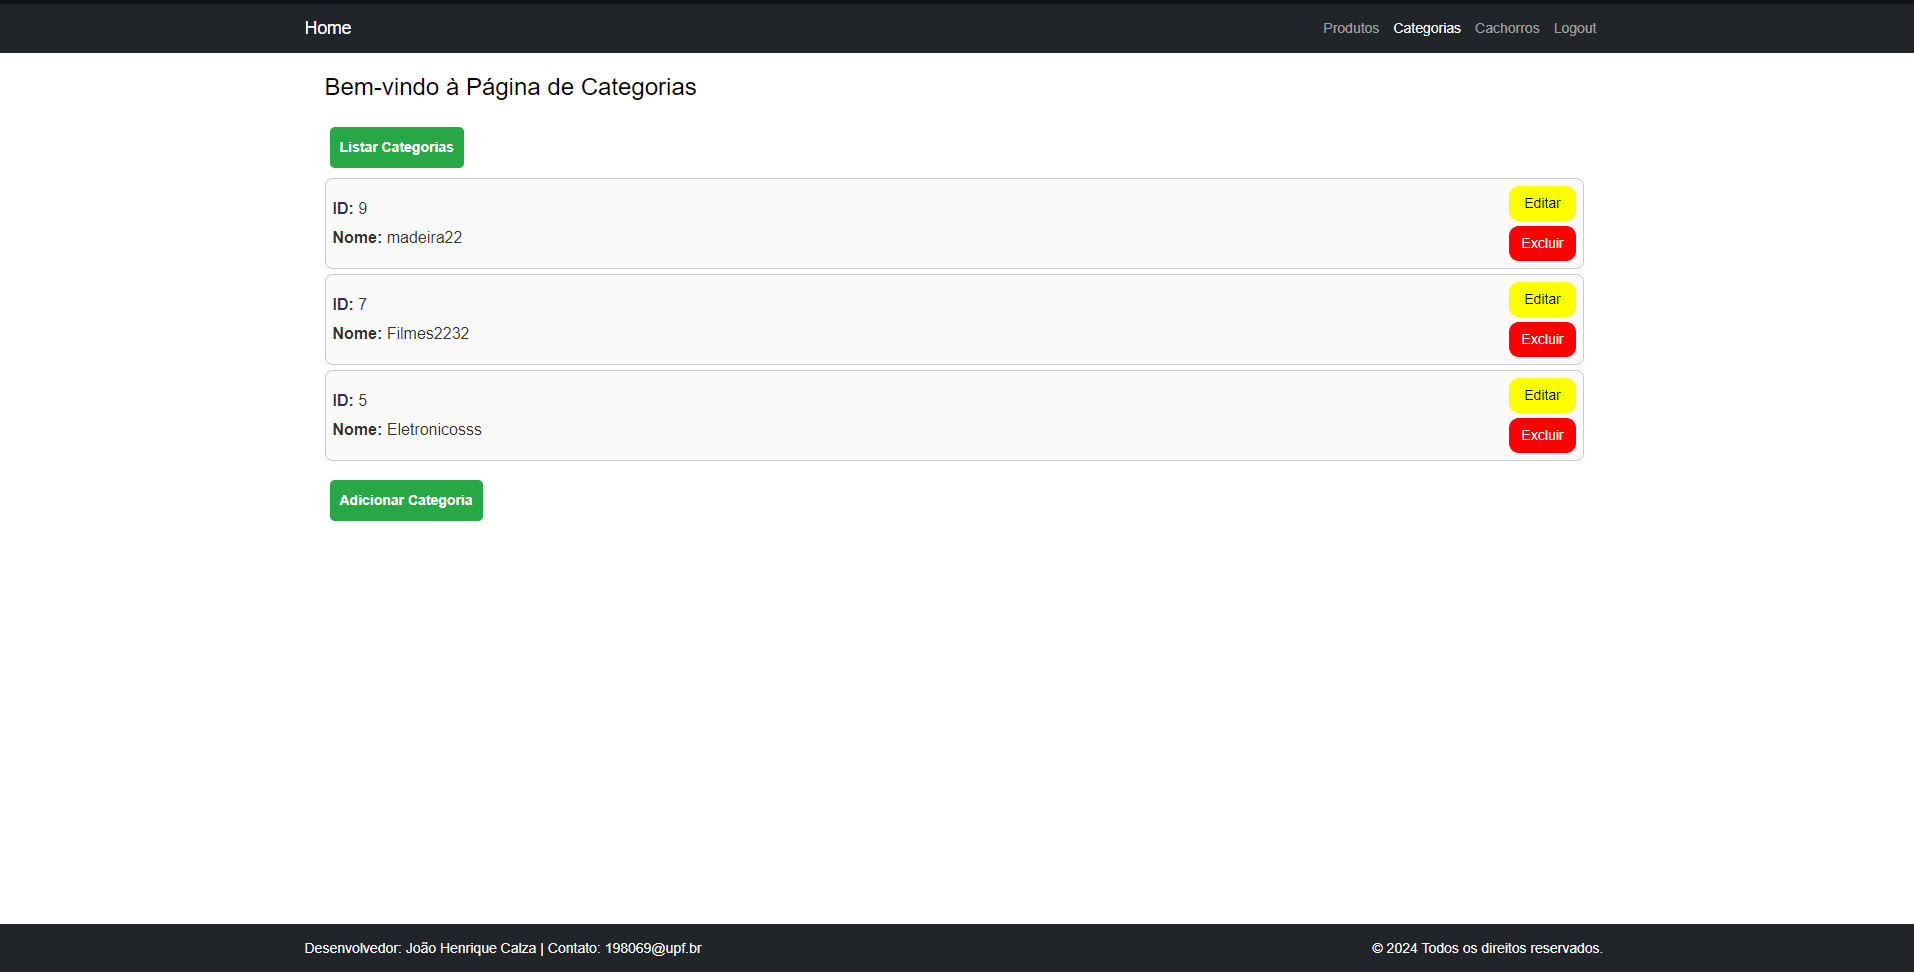 Home Produtos Categorias Cachorros Logout
Bem-vindo à Página de Categorias
Listar Categorias
ID: 9
Nome: madeira22
Editar
Excluir
ID: 7
Nome: Filmes2232
Editar
Excluir
ID: 5
Nome: Eletronicosss
Editar
Excluir
Adicionar Categoria
Desenvolvedor: João Henrique Calza | Contato: 198069@upf.br © 2024 Todos os direitos reservados.